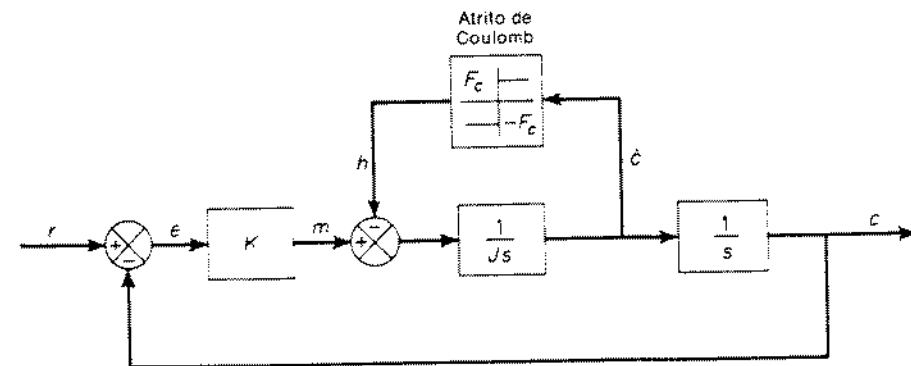 Atrito de
Coulomb
F_c
−F_c
h
ċ
r
+
−
ϵ
K
m
+
−
1
Js
1
s
c